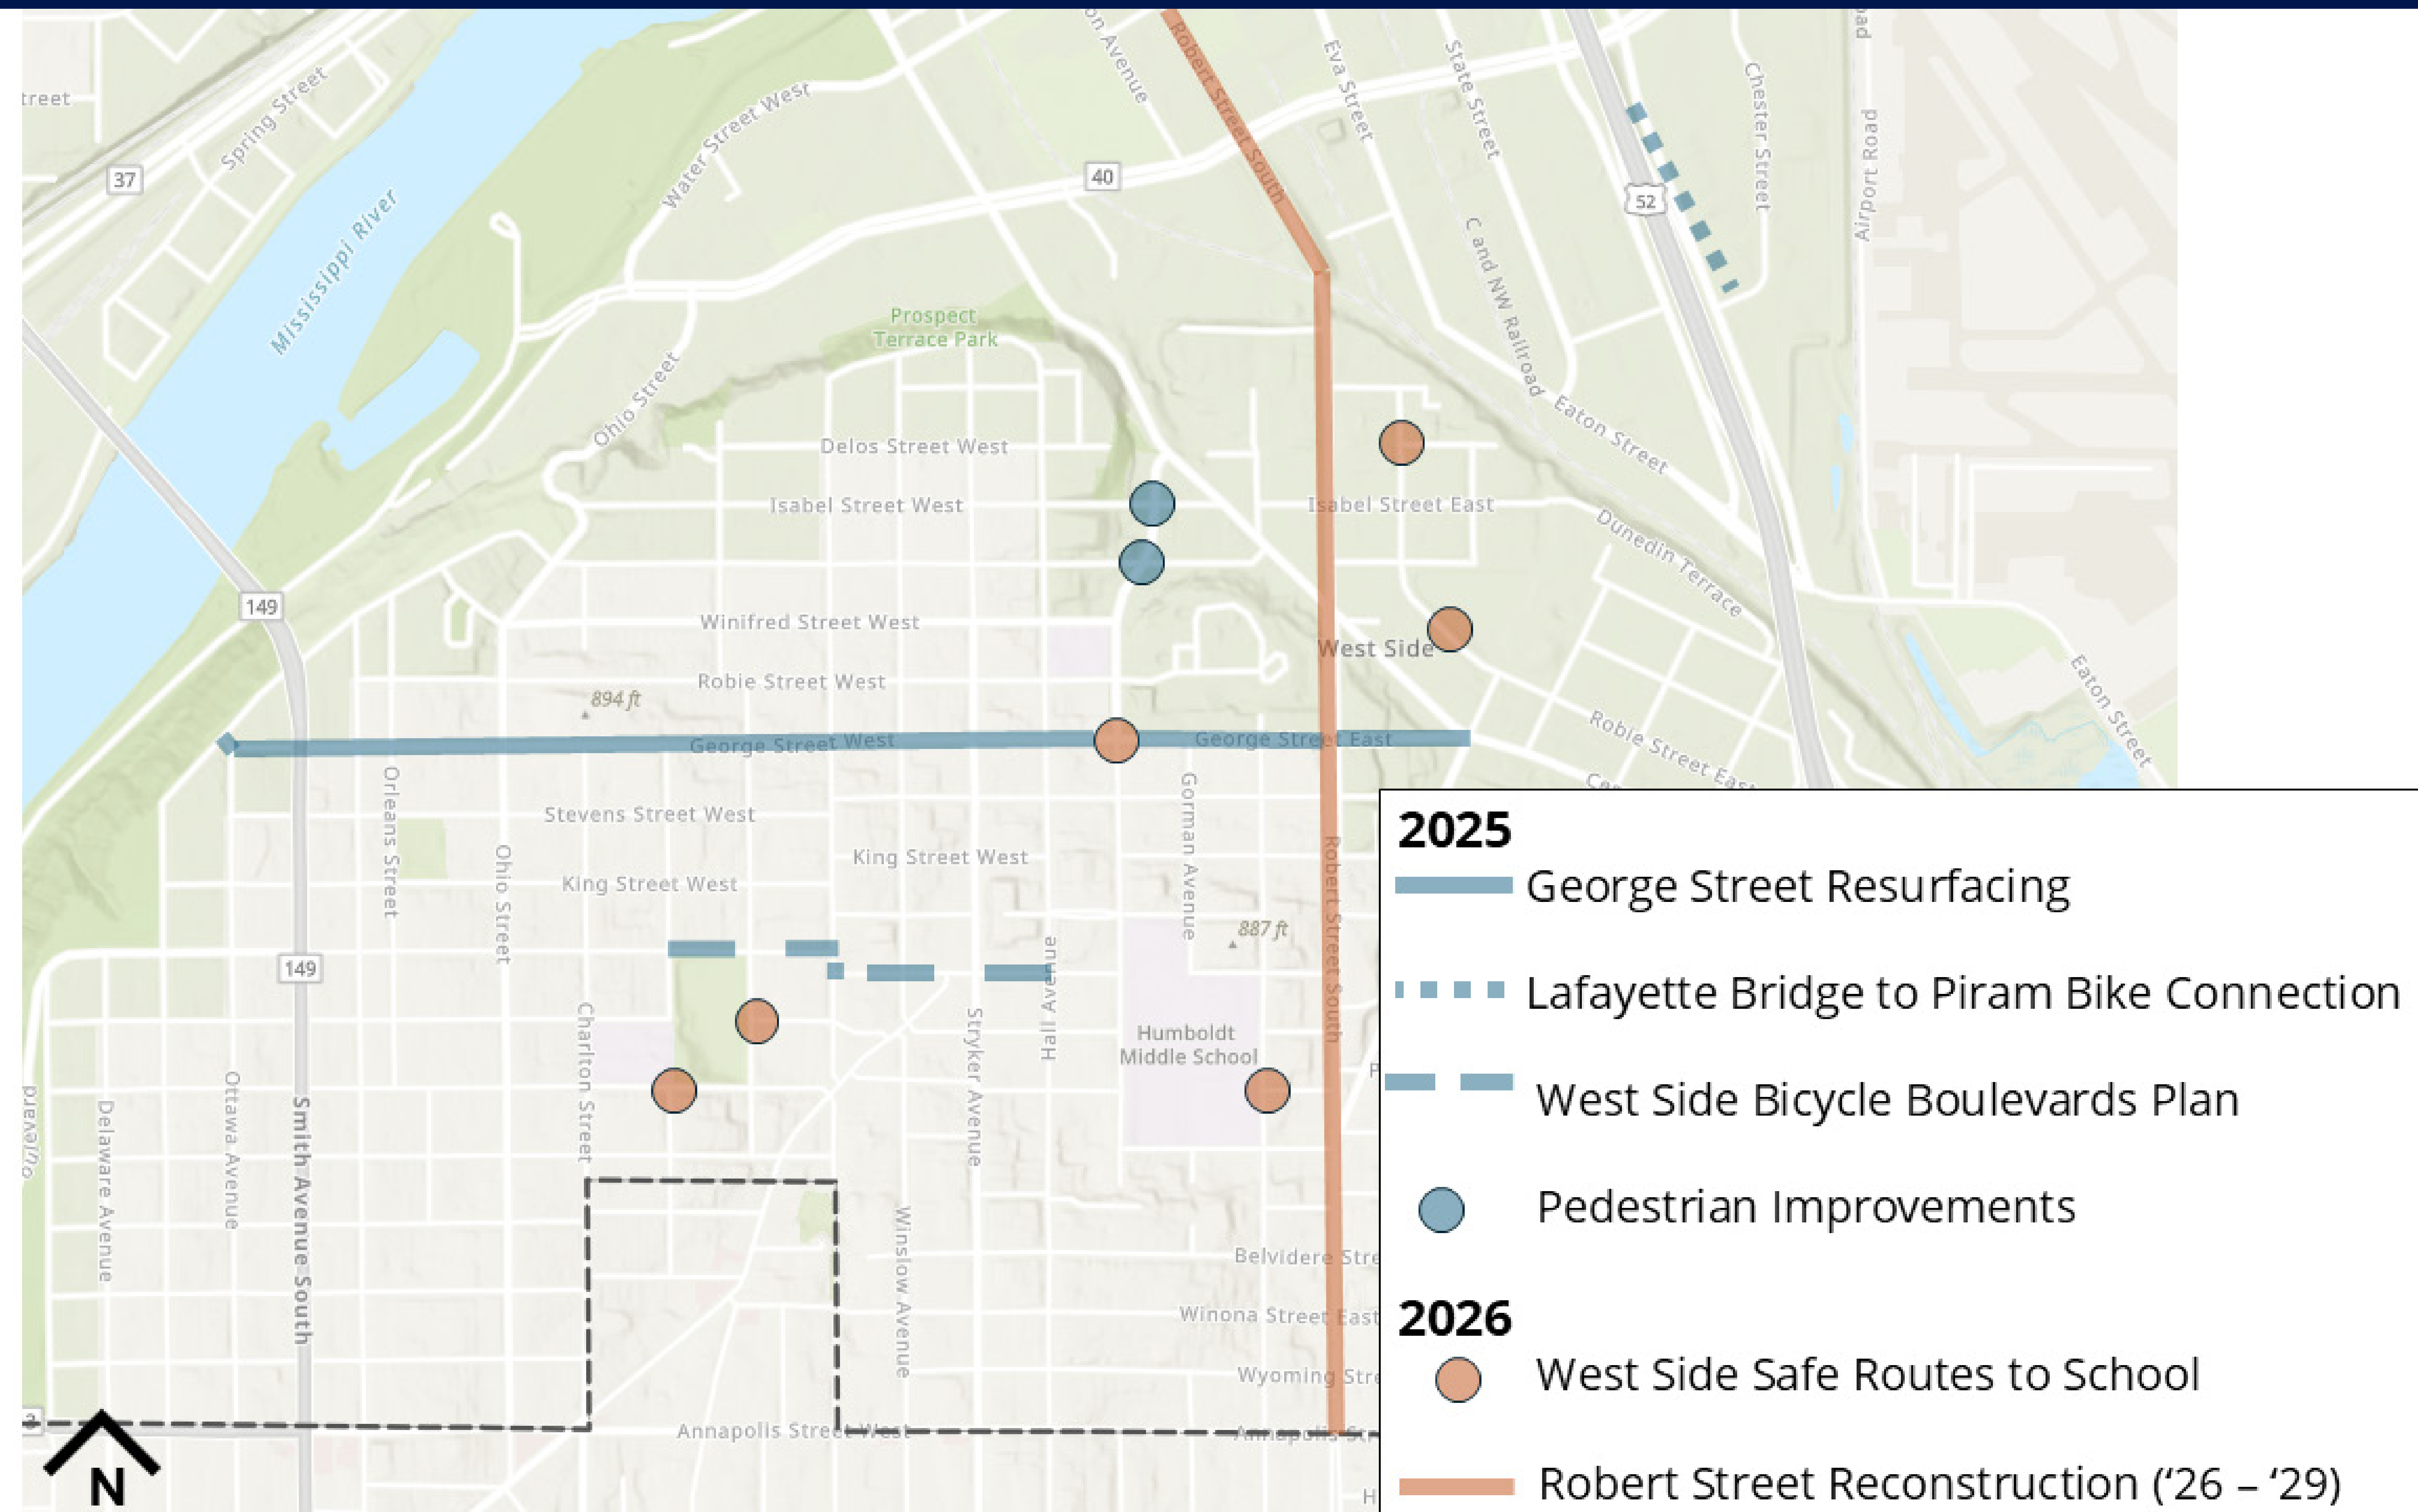 treet
Spring Street
37
Mississippi River
Water Street West
on Avenue
Robert Street South
Eva Street
State Street
Chester Street
Airport Road
40
52
C and NW Railroad
Prospect
Terrace Park
Ohio Street
Delos Street West
Eaton Street
Isabel Street West
Isabel Street East
Dunedin Terrace
149
Winifred Street West
West Side
Robie Street West
894 ft
Eaton Street
Robie Street East
George Street West
George Street East
Orleans Street
Stevens Street West
Gorman Avenue
King Street West
King Street West
Ohio Street
Robert Street South
887 ft
149
Hall Avenue
Charlton Street
Stryker Avenue
Humboldt
Middle School
Delaware Avenue
Ottawa Avenue
Smith Avenue South
Winslow Avenue
Belvidere Stre
Winona Street East
Wyoming Stre
Annapolis Street West
Annapolis Str
H
N
2025
George Street Resurfacing
Lafayette Bridge to Piram Bike Connection
West Side Bicycle Boulevards Plan
Pedestrian Improvements
2026
West Side Safe Routes to School
Robert Street Reconstruction (‘26 – ‘29)